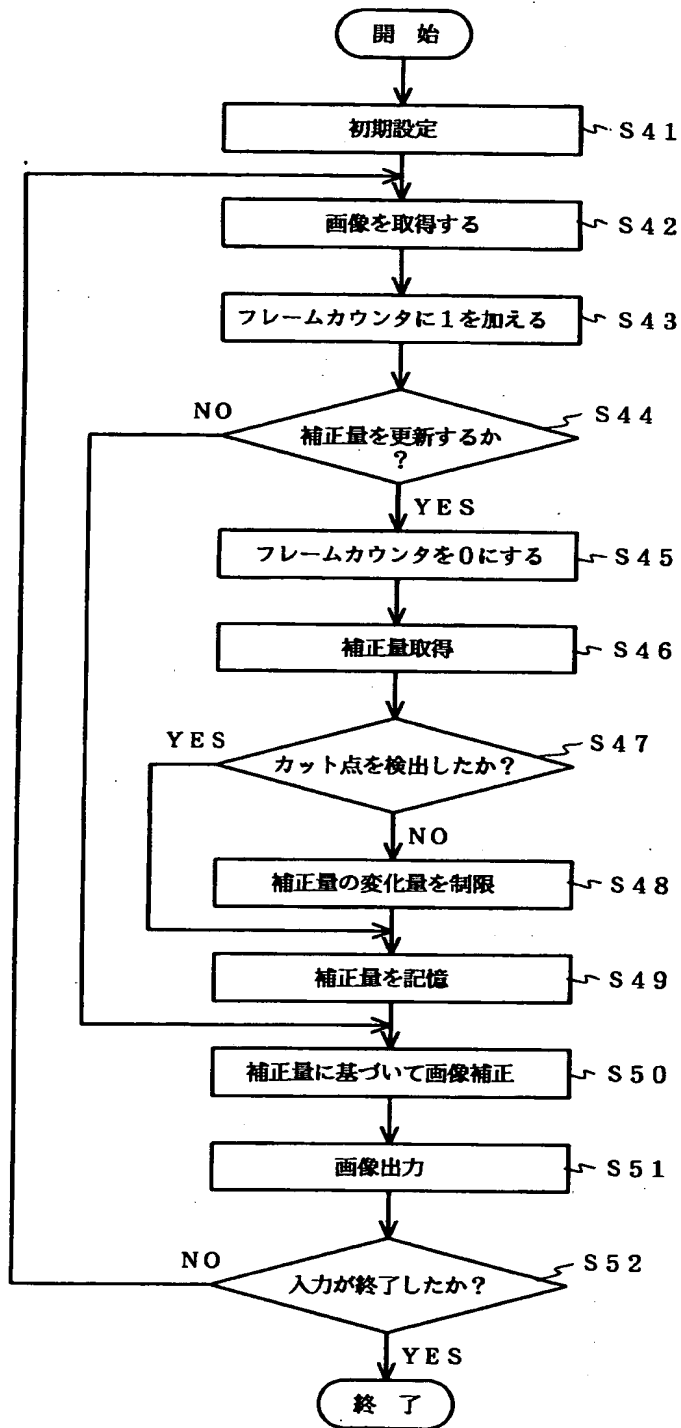 開 始
初期設定
S41
画像を取得する
S42
フレームカウンタに1を加える
S43
NO
S44
補正量を更新するか
?
YES
フレームカウンタを0にする
S45
補正量取得
S46
YES
S47
カット点を検出したか?
NO
補正量の変化量を制限
S48
補正量を記憶
S49
補正量に基づいて画像補正
S50
画像出力
S51
NO
S52
入力が終了したか?
YES
終 了